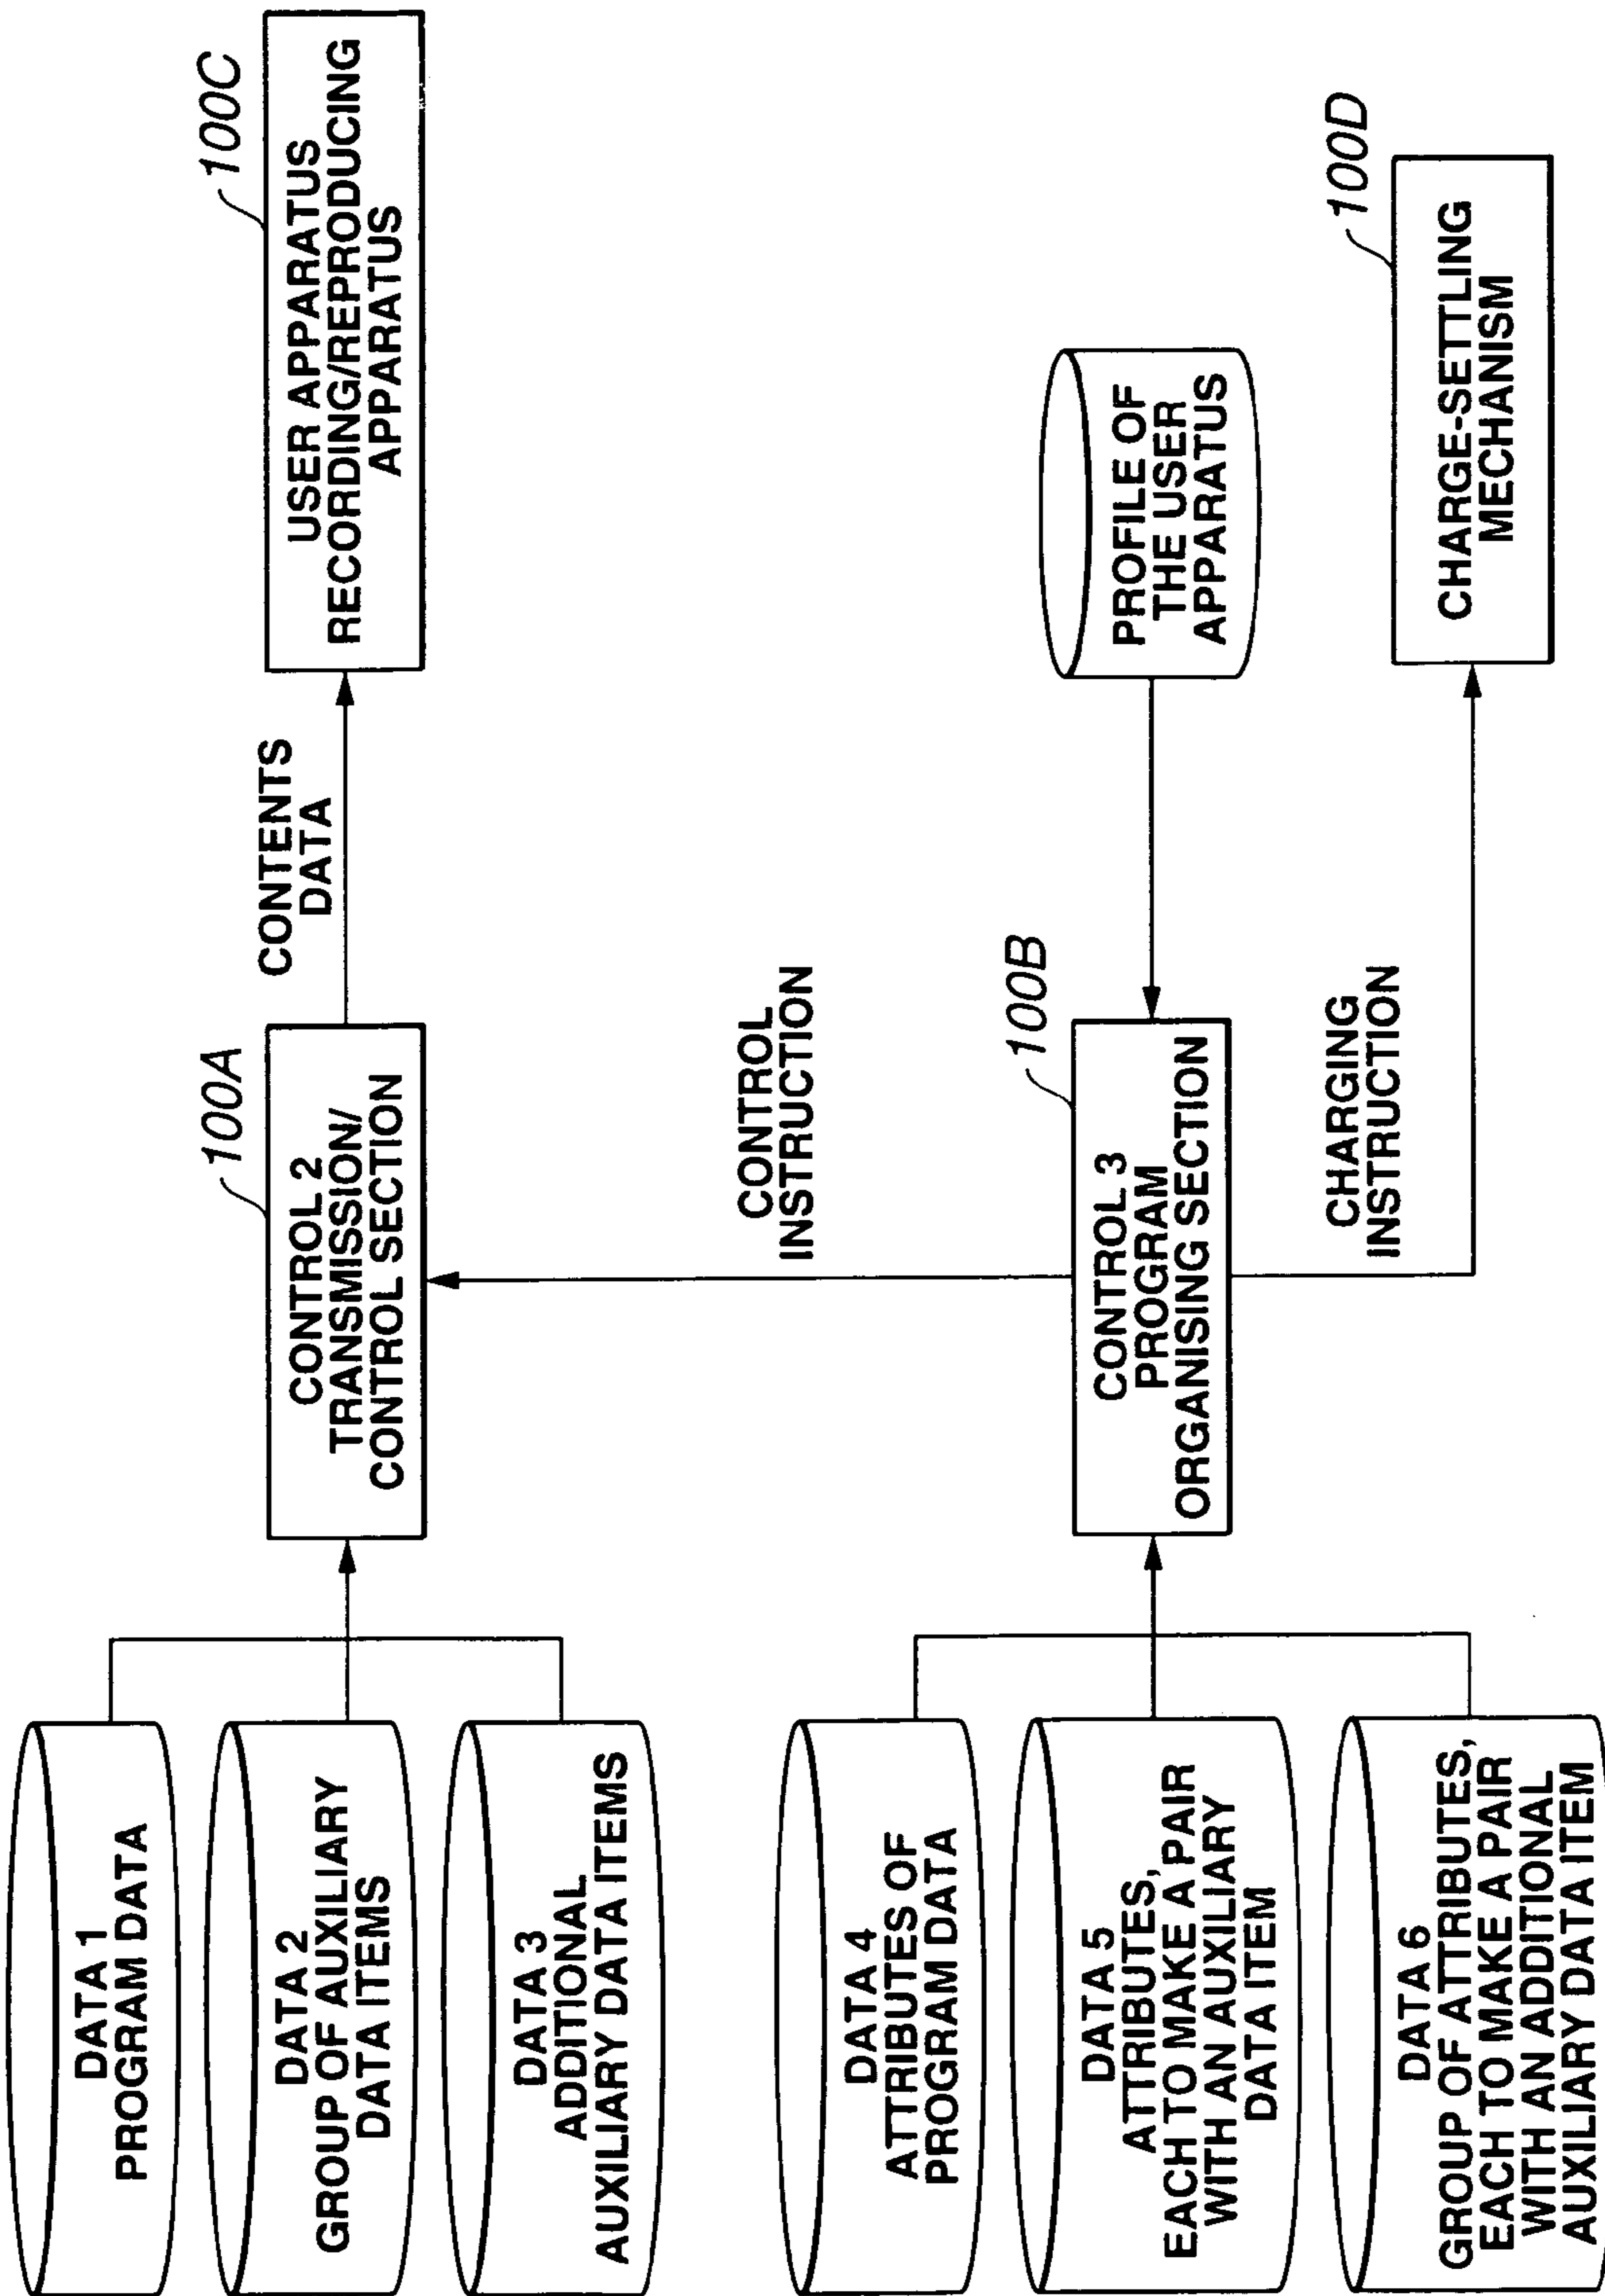 DATA 1
PROGRAM DATA
DATA 2
GROUP OF AUXILIARY
DATA ITEMS
DATA 3
ADDITIONAL
AUXILIARY DATA ITEMS
100A
CONTROL 2
TRANSMISSION/
CONTROL SECTION
CONTENTS
DATA
100C
USER APPARATUS
RECORDING/REPRODUCING
APPARATUS
CONTROL
INSTRUCTION
DATA 4
ATTRIBUTES OF
PROGRAM DATA
DATA 5
ATTRIBUTES,
EACH TO MAKE A PAIR
WITH AN AUXILIARY
DATA ITEM
DATA 6
GROUP OF ATTRIBUTES,
EACH TO MAKE A PAIR
WITH AN ADDITIONAL
AUXILIARY DATA ITEM
100B
CONTROL 3
PROGRAM
ORGANISING SECTION
PROFILE OF
THE USER
APPARATUS
CHARGING
INSTRUCTION
100D
CHARGE-SETTLING
MECHANISM